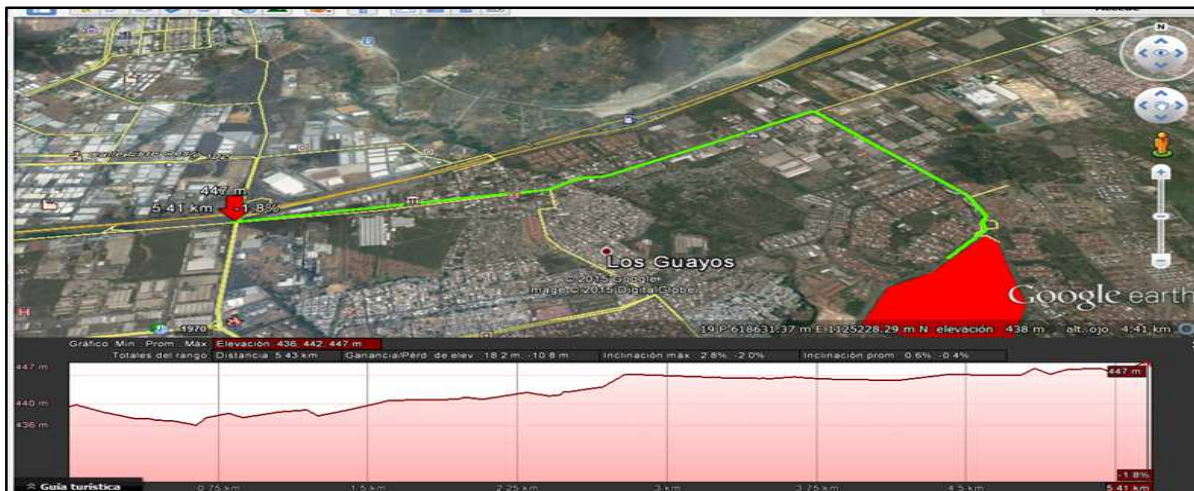 N
447 m
5.41 km -1.8%
Los Guayos
© 2015 Google
Image © 2015 DigitalGlobe
Google earth
1970
19 P 618631.37 m E 1125228.29 m N elevación 438 m alt. ojo 4.41 km
Gráfico Mín. Prom. Máx. Elevación 436, 442, 447 m
Totales del rango Distancia 5.43 km Ganancia/Pérd. de elev. 18.2 m, -10.8 m Inclinación máx. 2.8%, -2.0% Inclinación prom. 0.6%, -0.4%
447 m
447 m
440 m
436 m
-1.8%
Guía turística
0.75 km 1.5 km 2.25 km 3 km 3.75 km 4.5 km 5.41 km